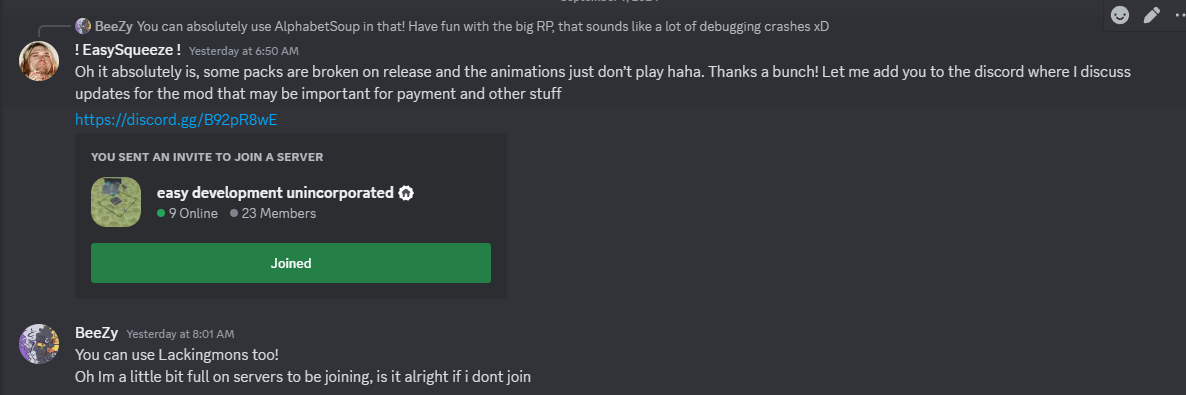 BeeZy You can absolutely use AlphabetSoup in that! Have fun with the big RP, that sounds like a lot of debugging crashes xD
! EasySqueeze ! Yesterday at 6:50 AM
Oh it absolutely is, some packs are broken on release and the animations just don’t play haha. Thanks a bunch! Let me add you to the discord where I discuss
updates for the mod that may be important for payment and other stuff
https://discord.gg/B92pR8wE
YOU SENT AN INVITE TO JOIN A SERVER
easy development unincorporated
9 Online 23 Members
Joined
BeeZy Yesterday at 8:01 AM
You can use Lackingmons too!
Oh Im a little bit full on servers to be joining, is it alright if i dont join